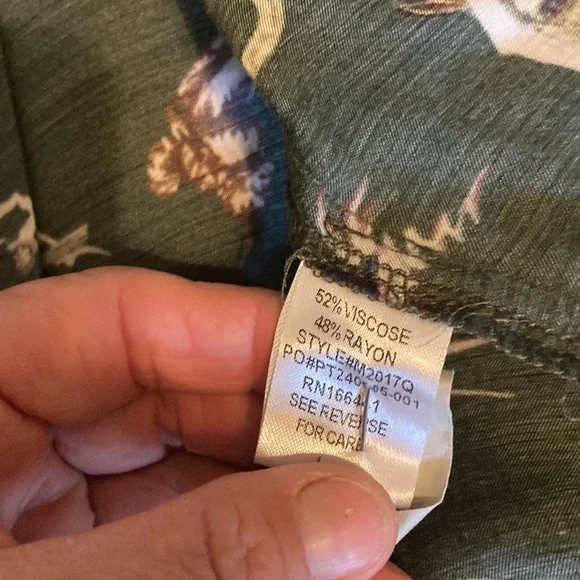 52% VISCOSE
48% RAYON
STYLE#M2017Q
SEE REVERSE
FOR CARE